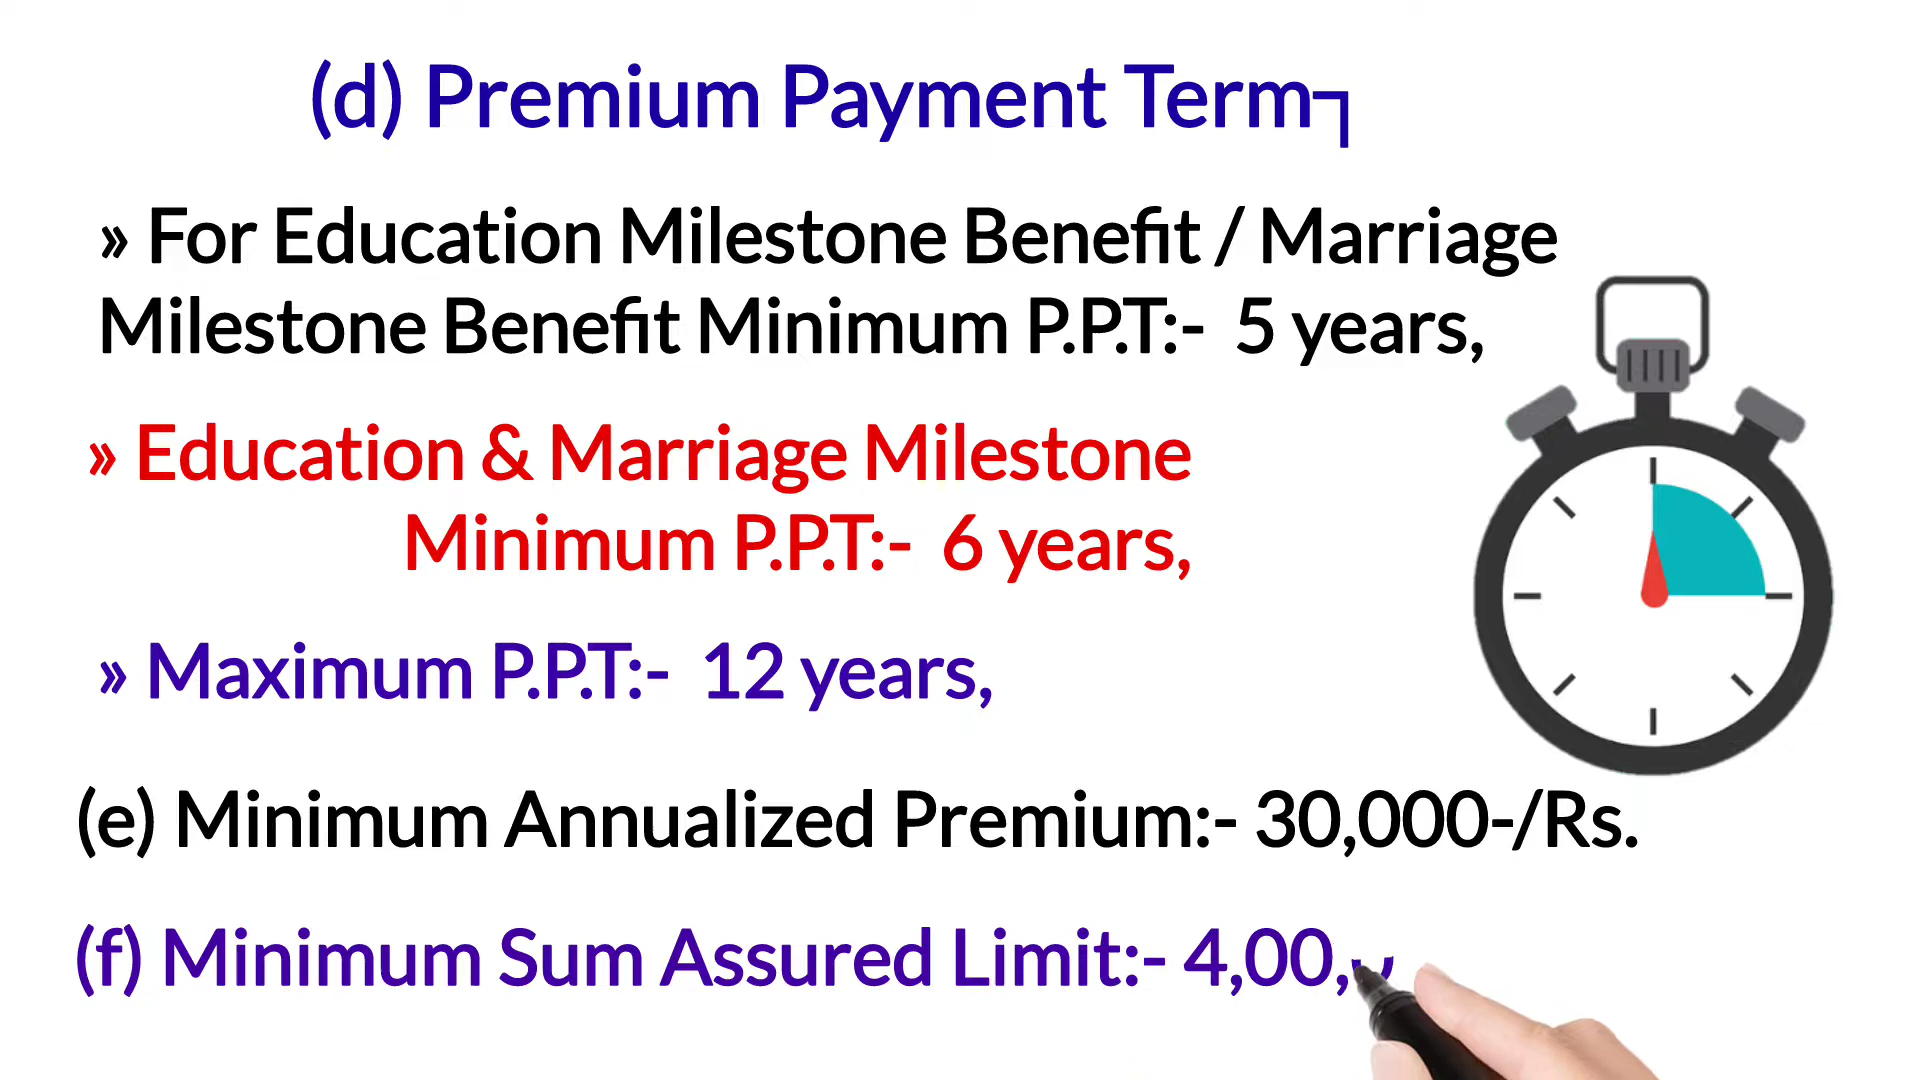 (d) Premium Payment Term┐
» For Education Milestone Benefit / Marriage
Milestone Benefit Minimum P.P.T:- 5 years,
» Education & Marriage Milestone
Minimum P.P.T:- 6 years,
» Maximum P.P.T:- 12 years,
(e) Minimum Annualized Premium:- 30,000-/Rs.
(f) Minimum Sum Assured Limit:- 4,00,